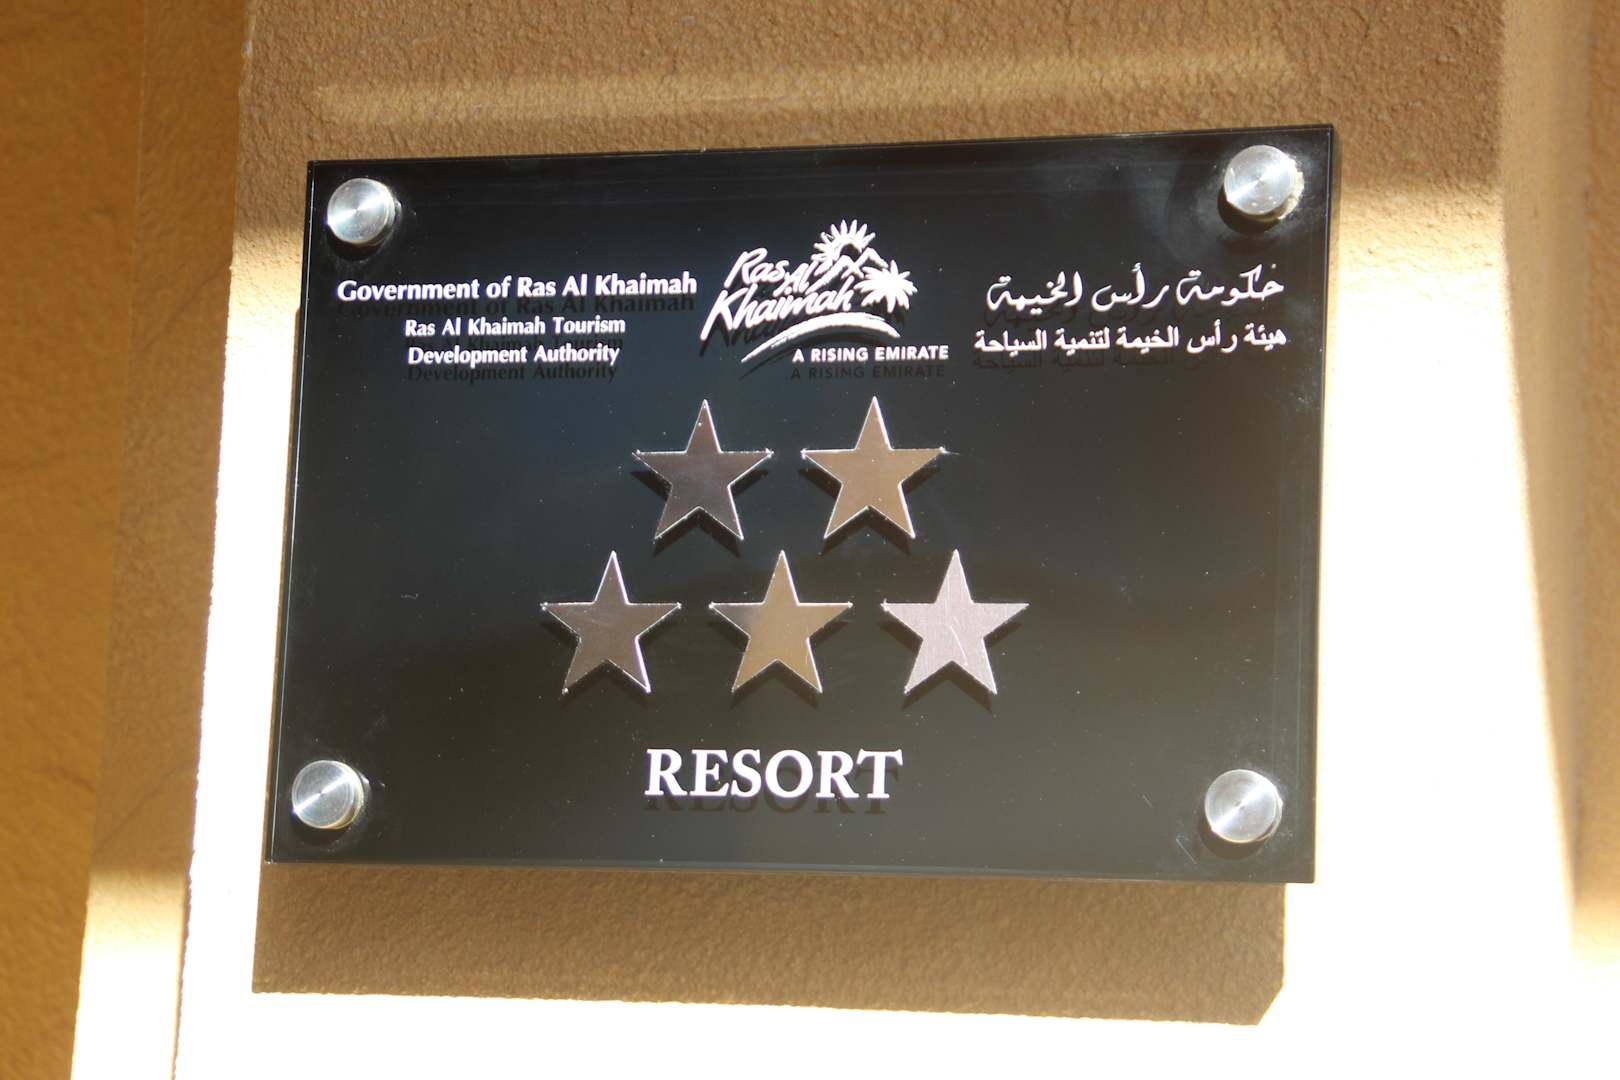 Government of Ras Al Khaimah
Ras Al Khaimah Tourism
Development Authority
Ras Al
Khaimah
A RISING EMIRATE
حكومة رأس الخيمة
هيئة رأس الخيمة لتنمية السياحة
RESORT